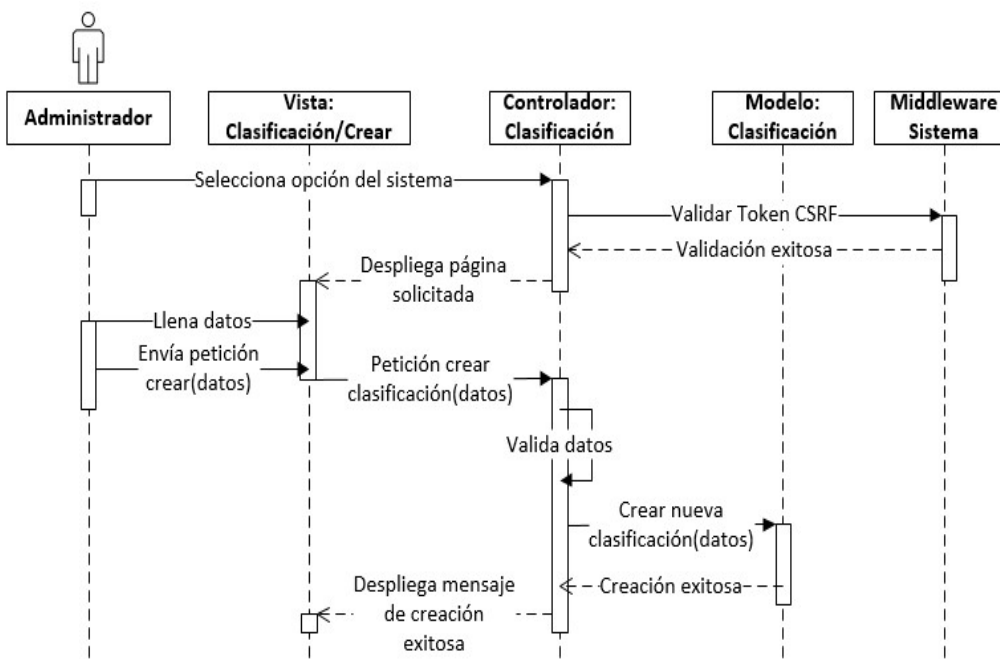 Administrador
Vista:
Clasificación/Crear
Controlador:
Clasificación
Modelo:
Clasificación
Middleware
Sistema
Selecciona opción del sistema
Validar Token CSRF
Validación exitosa
Despliega página
solicitada
Llena datos
Envía petición
crear(datos)
Petición crear
clasificación(datos)
Valida datos
Crear nueva
clasificación(datos)
Creación exitosa
Despliega mensaje
de creación
exitosa